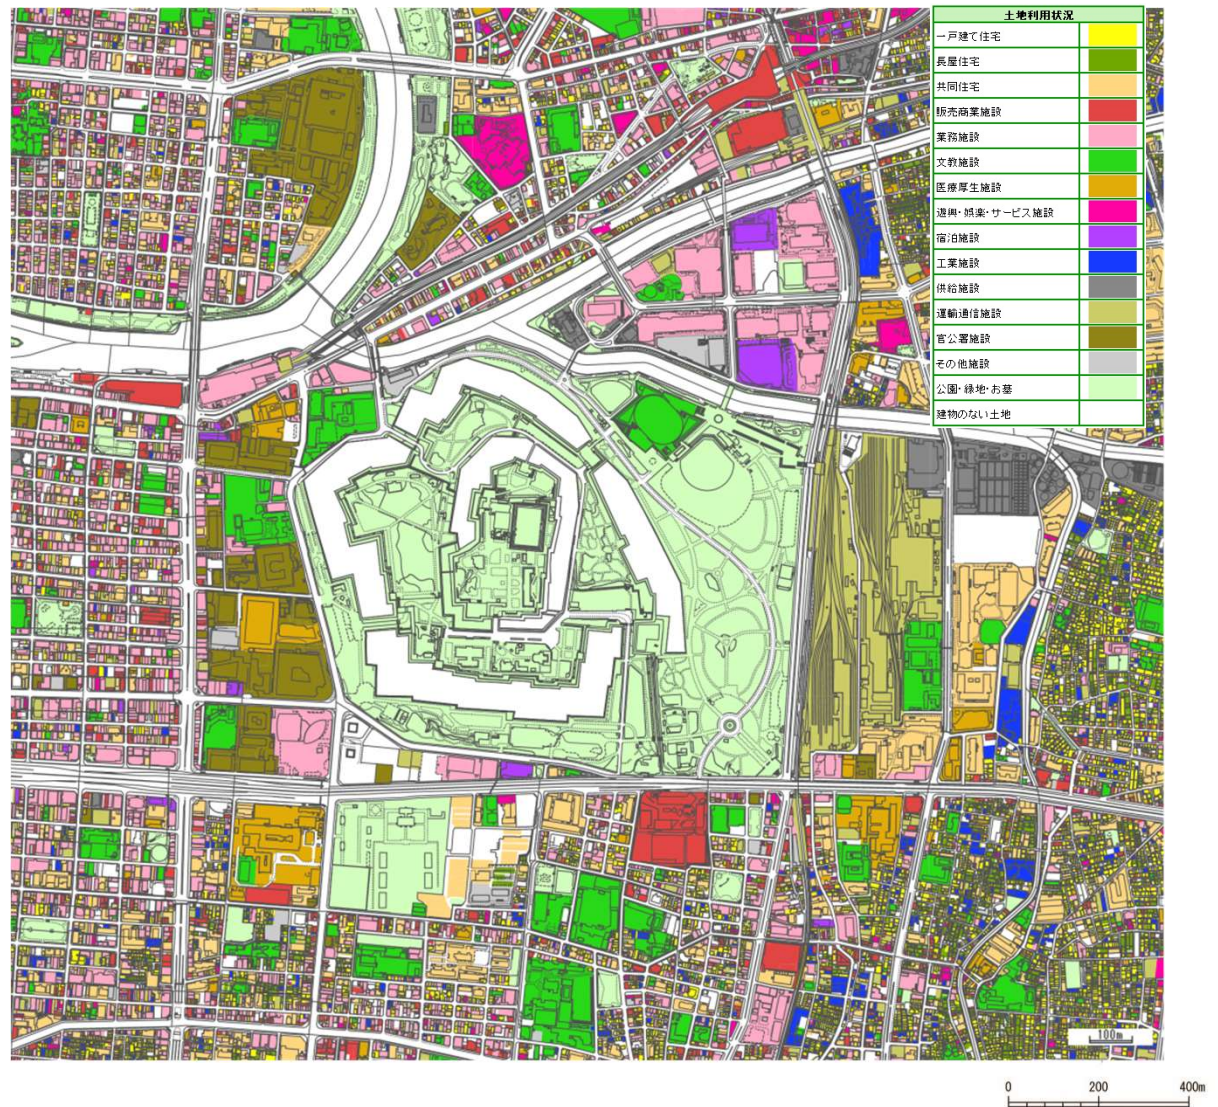 土地利用状況
一戸建て住宅
長屋住宅
共同住宅
販売商業施設
業務施設
文教施設
医療厚生施設
遊興・娯楽・サービス施設
宿泊施設
工業施設
供給施設
運輸通信施設
官公署施設
その他施設
公園・緑地・お墓
建物のない土地
100m
0 200 400m